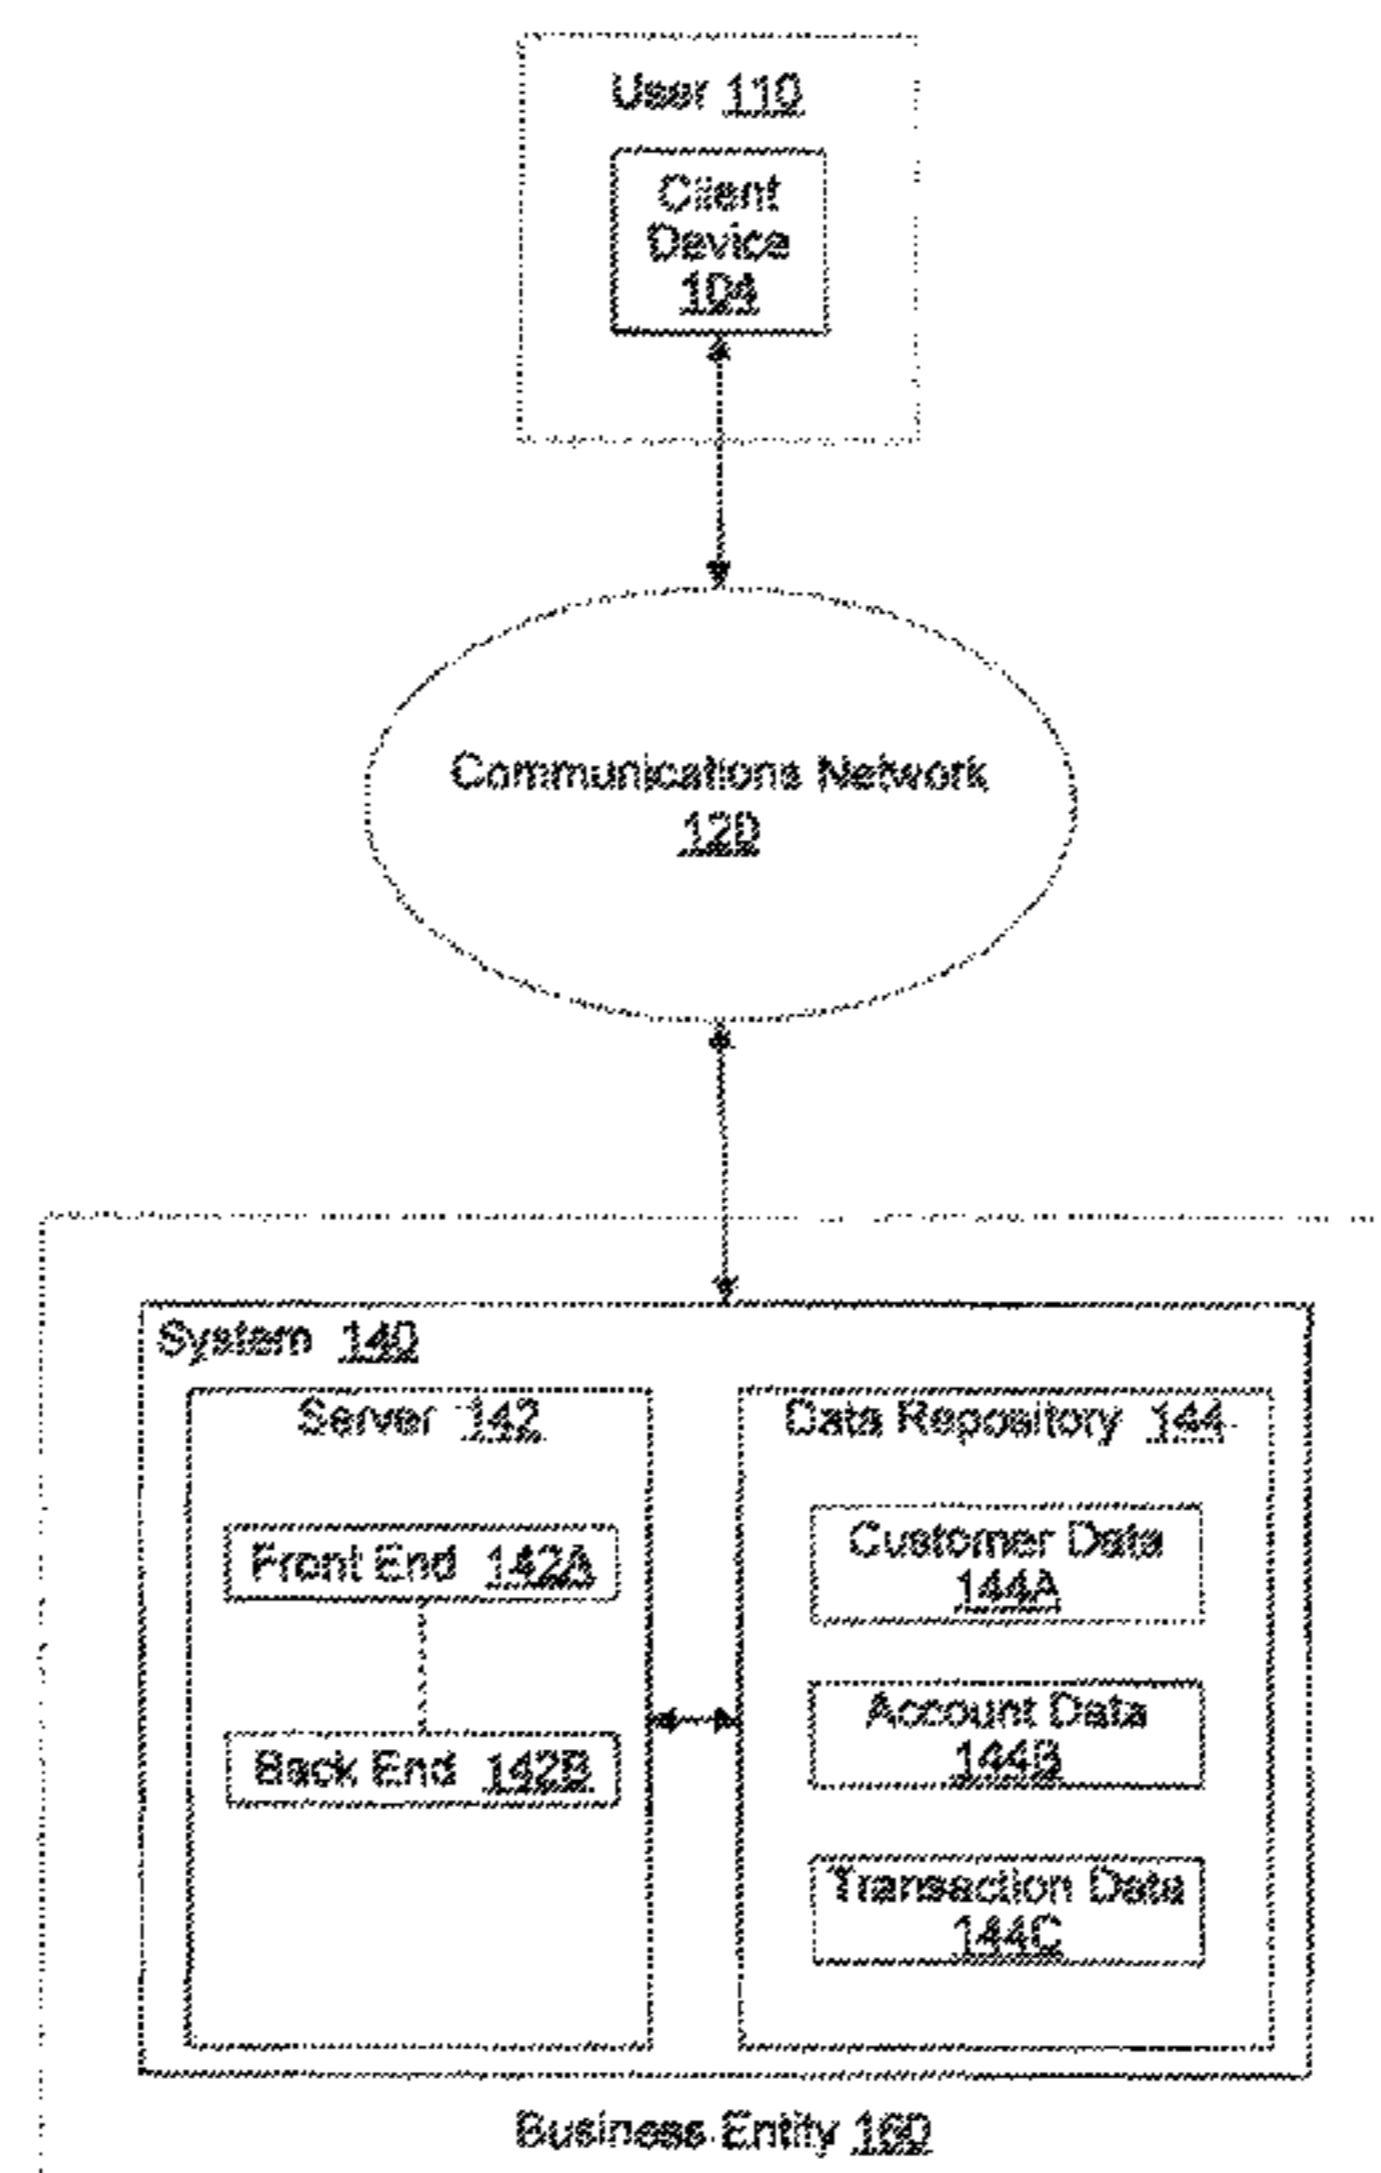 User 110
Client
Device
104
Communications Network
120
System 140
Server 142
Front End 142A
Back End 142B
Data Repository 144
Customer Data
144A
Account Data
144B
Transaction Data
144C
Business Entity 160